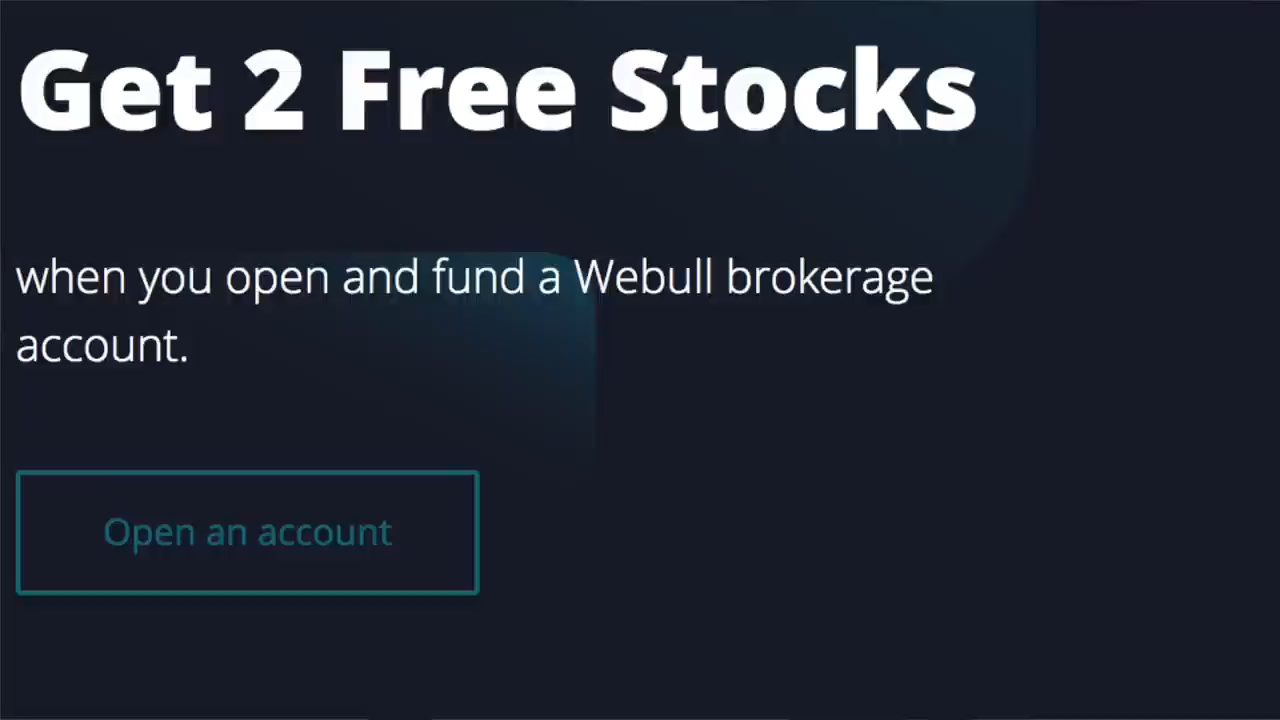 Get 2 Free Stocks
when you open and fund a Webull brokerage
account.
Open an account